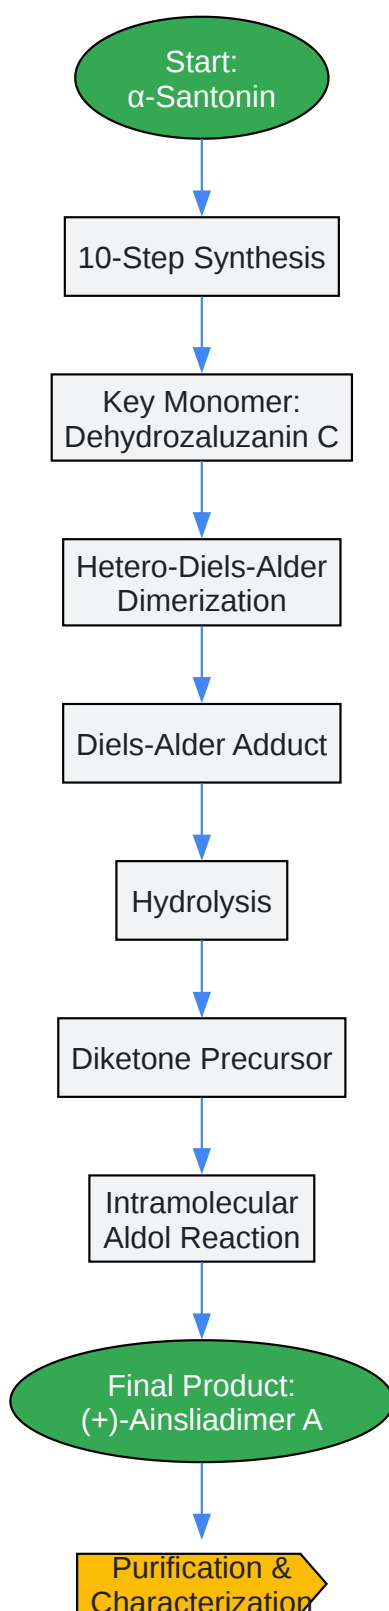 Start:
α-Santonin
10-Step Synthesis
Key Monomer:
Dehydrozaluzanin C
Hetero-Diels-Alder
Dimerization
Diels-Alder Adduct
Hydrolysis
Diketone Precursor
Intramolecular
Aldol Reaction
Final Product:
(+)-Ainsliadimer A
Purification &
Characterization